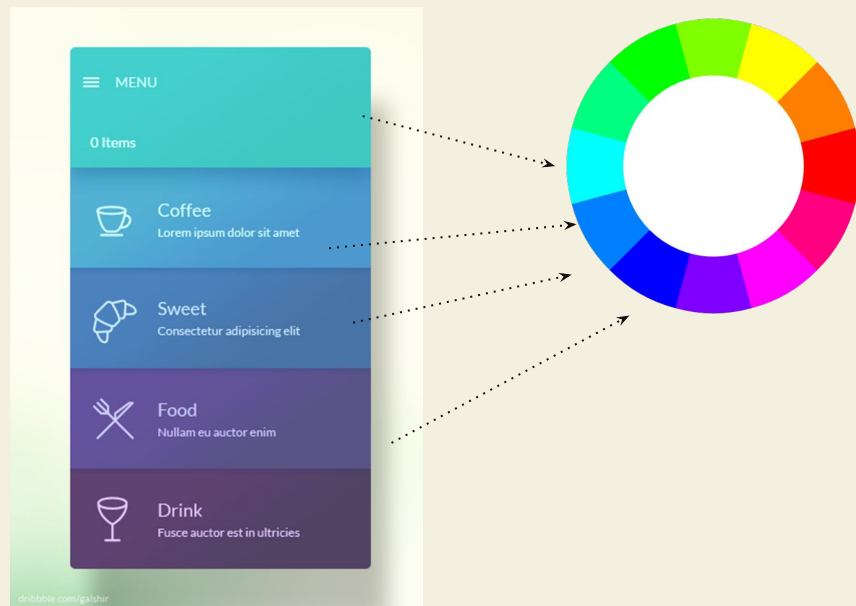 MENU
0 Items
Coffee
Lorem ipsum dolor sit amet
Sweet
Consectetur adipisicing elit
Food
Nullam eu auctor enim
Drink
Fusce auctor est in ultricies
dribbble.com/galshir